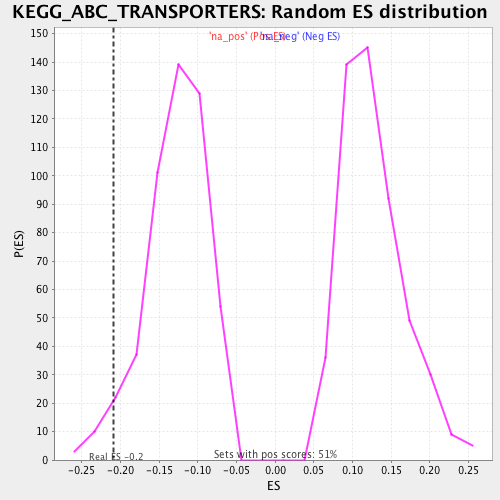 KEGG_ABC_TRANSPORTERS: Random ES distribution
'na_pos' (Pos ES) 'na_neg' (Neg ES)
150
140
130
120
110
100
90
80
70
60
50
40
30
20
10
0
P(ES)
Real ES -0.2
Sets with pos scores: 51%
-0.25 -0.20 -0.15 -0.10 -0.05 0.00 0.05 0.10 0.15 0.20 0.25
ES